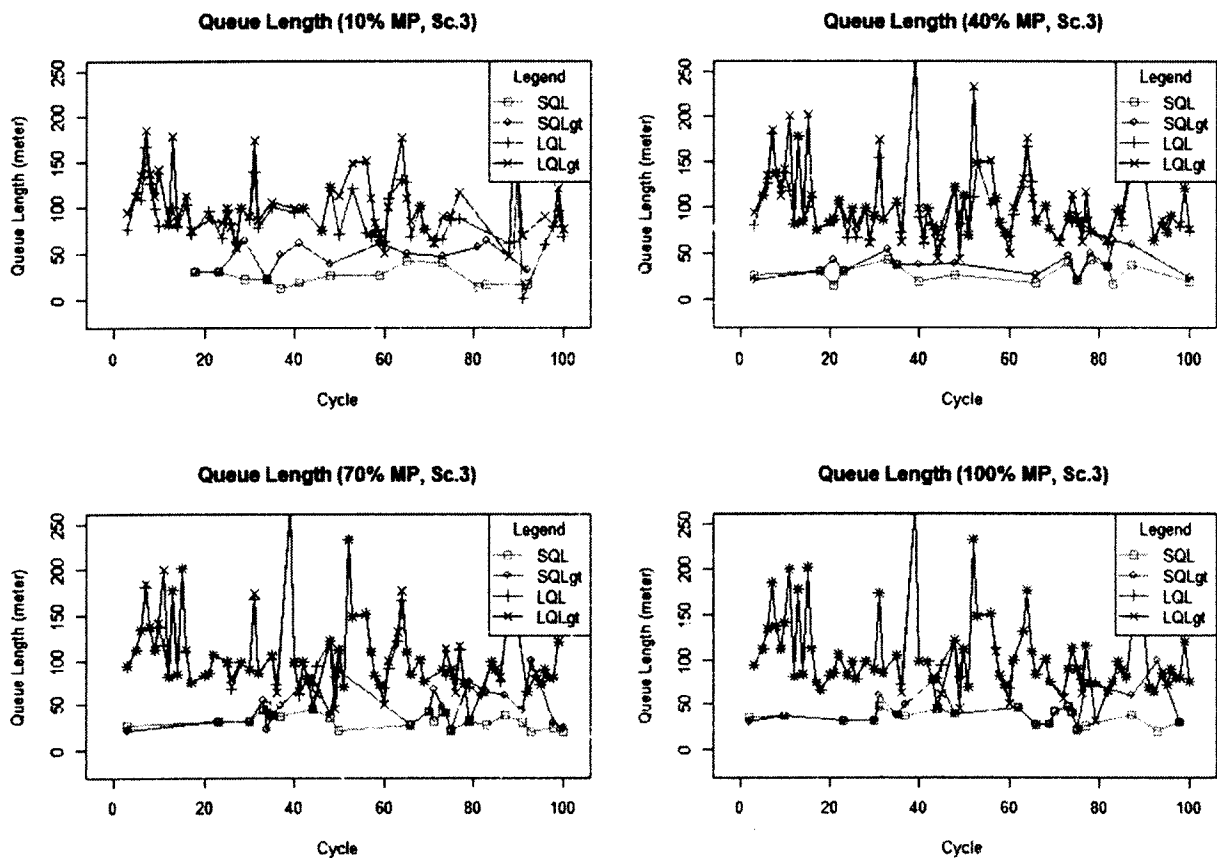 Queue Length (10% MP, Sc.3)
Queue Length (meter)
250
200
150
100
50
0
Legend
SQL
SQLgt
LQL
LQLgt
0 20 40 60 80 100
Cycle
Queue Length (40% MP, Sc.3)
Queue Length (meter)
250
200
150
100
50
0
Legend
SQL
SQLgt
LQL
LQLgt
0 20 40 60 80 100
Cycle
Queue Length (70% MP, Sc.3)
Queue Length (meter)
250
200
150
100
50
0
Legend
SQL
SQLgt
LQL
LQLgt
0 20 40 60 80 100
Cycle
Queue Length (100% MP, Sc.3)
Queue Length (meter)
250
200
150
100
50
0
Legend
SQL
SQLgt
LQL
LQLgt
0 20 40 60 80 100
Cycle